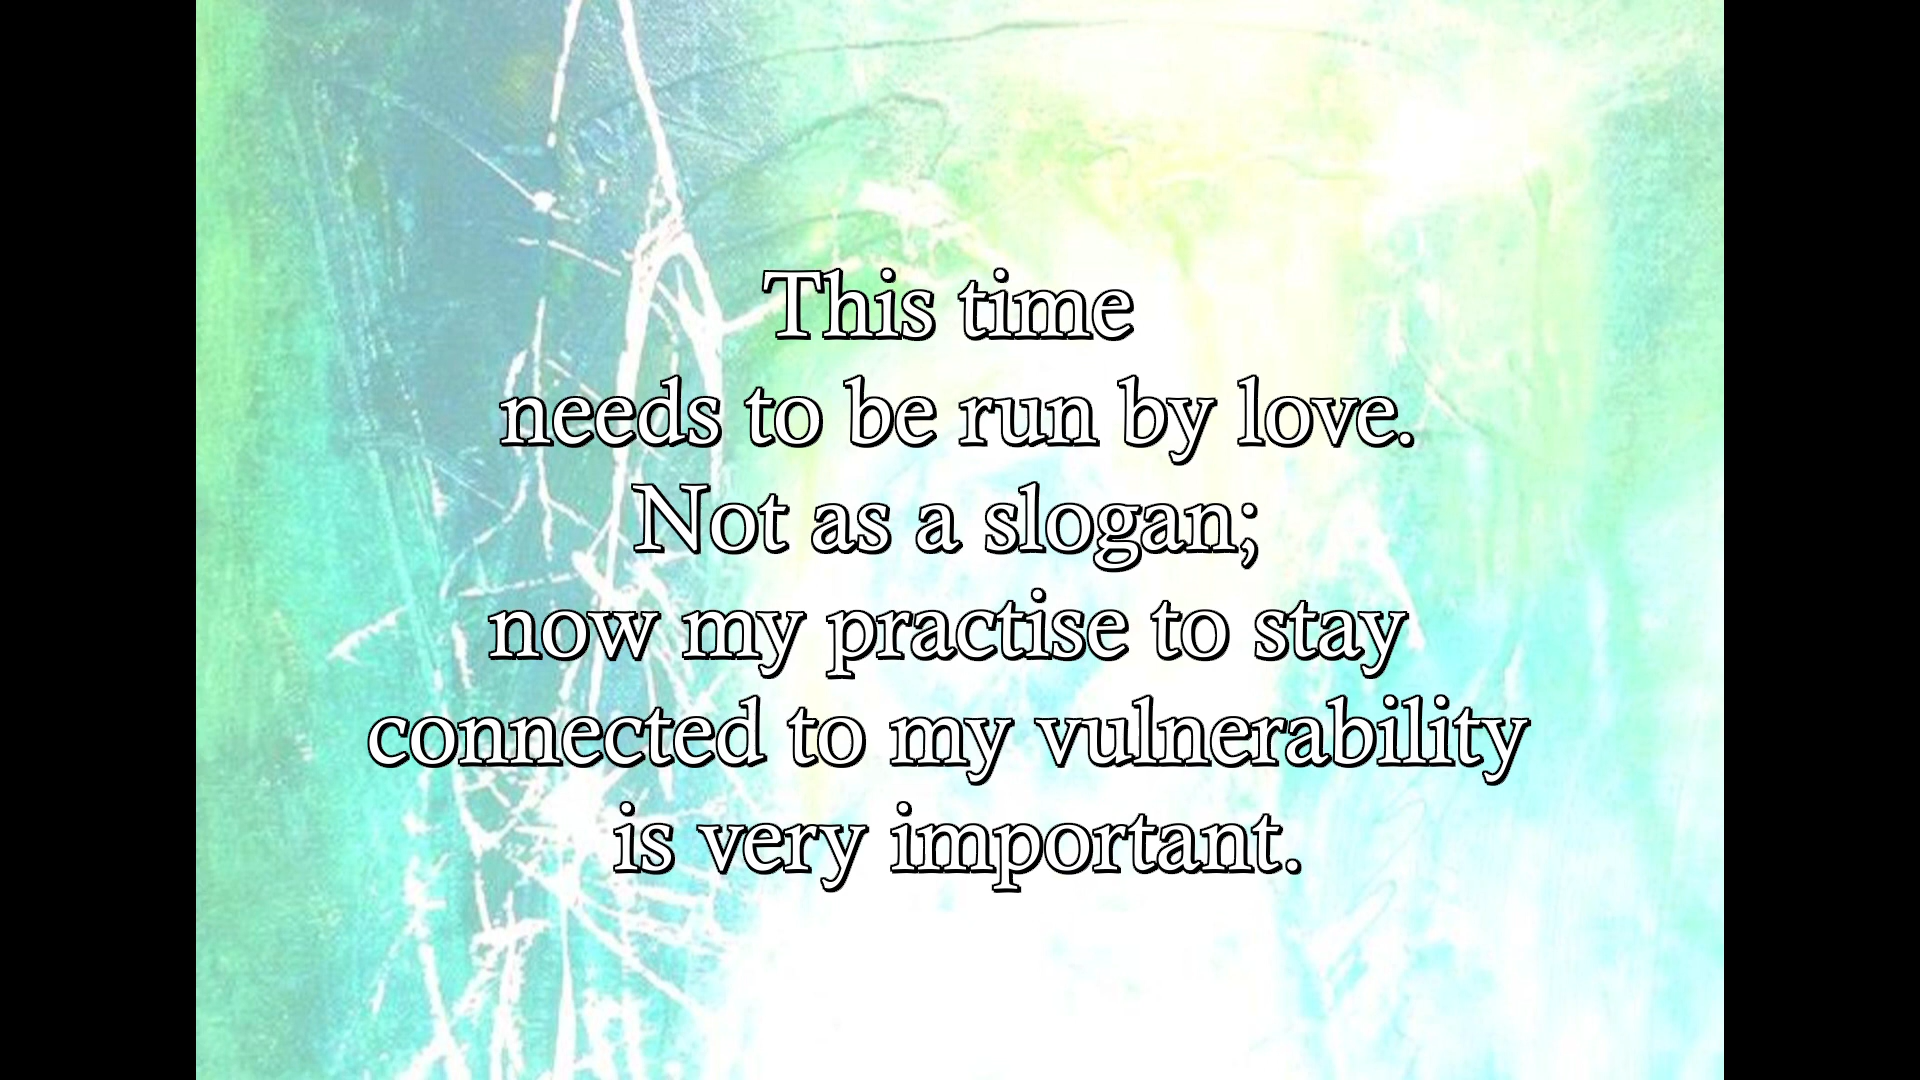 This time
needs to be run by love.
Not as a slogan;
now my practise to stay
connected to my vulnerability
is very important.